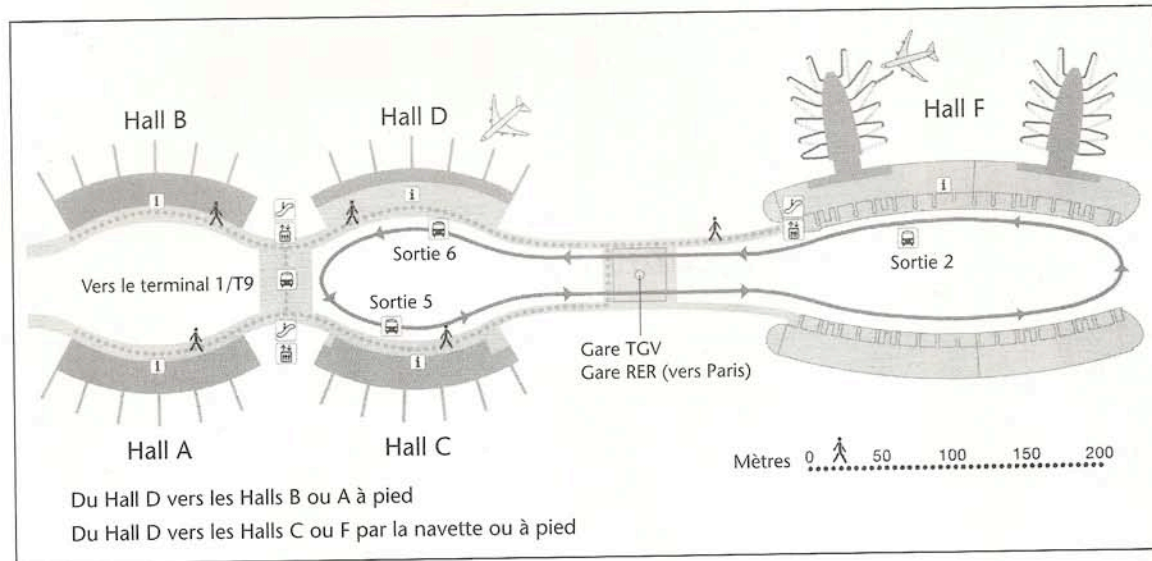 Hall B
Hall D
Hall F
i
i
i
Sortie 6
Sortie 2
Vers le terminal 1/T9
Sortie 5
i
i
Gare TGV
Gare RER (vers Paris)
Hall A
Hall C
Mètres 0 50 100 150 200
Du Hall D vers les Halls B ou A à pied
Du Hall D vers les Halls C ou F par la navette ou à pied